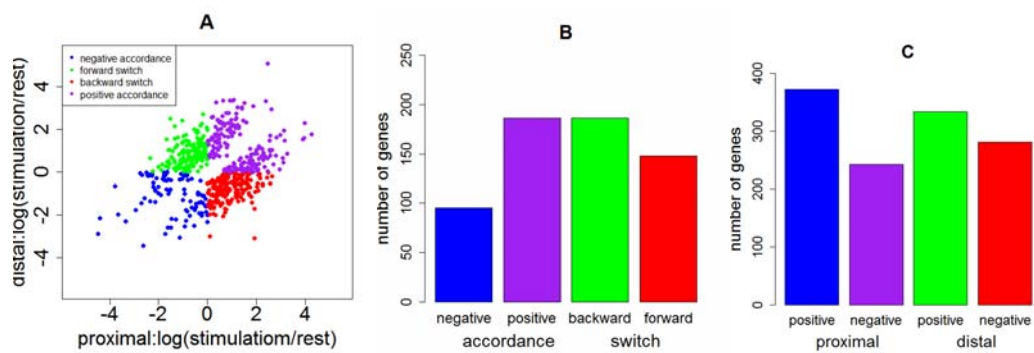 A
negative accordance
forward switch
backward switch
positive accordance
distal:log(stimulation/rest)
4
2
0
-2
-4
-4 -2 0 2 4
proximal:log(stimulatiom/rest)
B
number of genes
250
200
150
100
50
0
negative positive backward forward
accordance switch
C
number of genes
400
300
200
100
0
positive negative positive negative
proximal distal